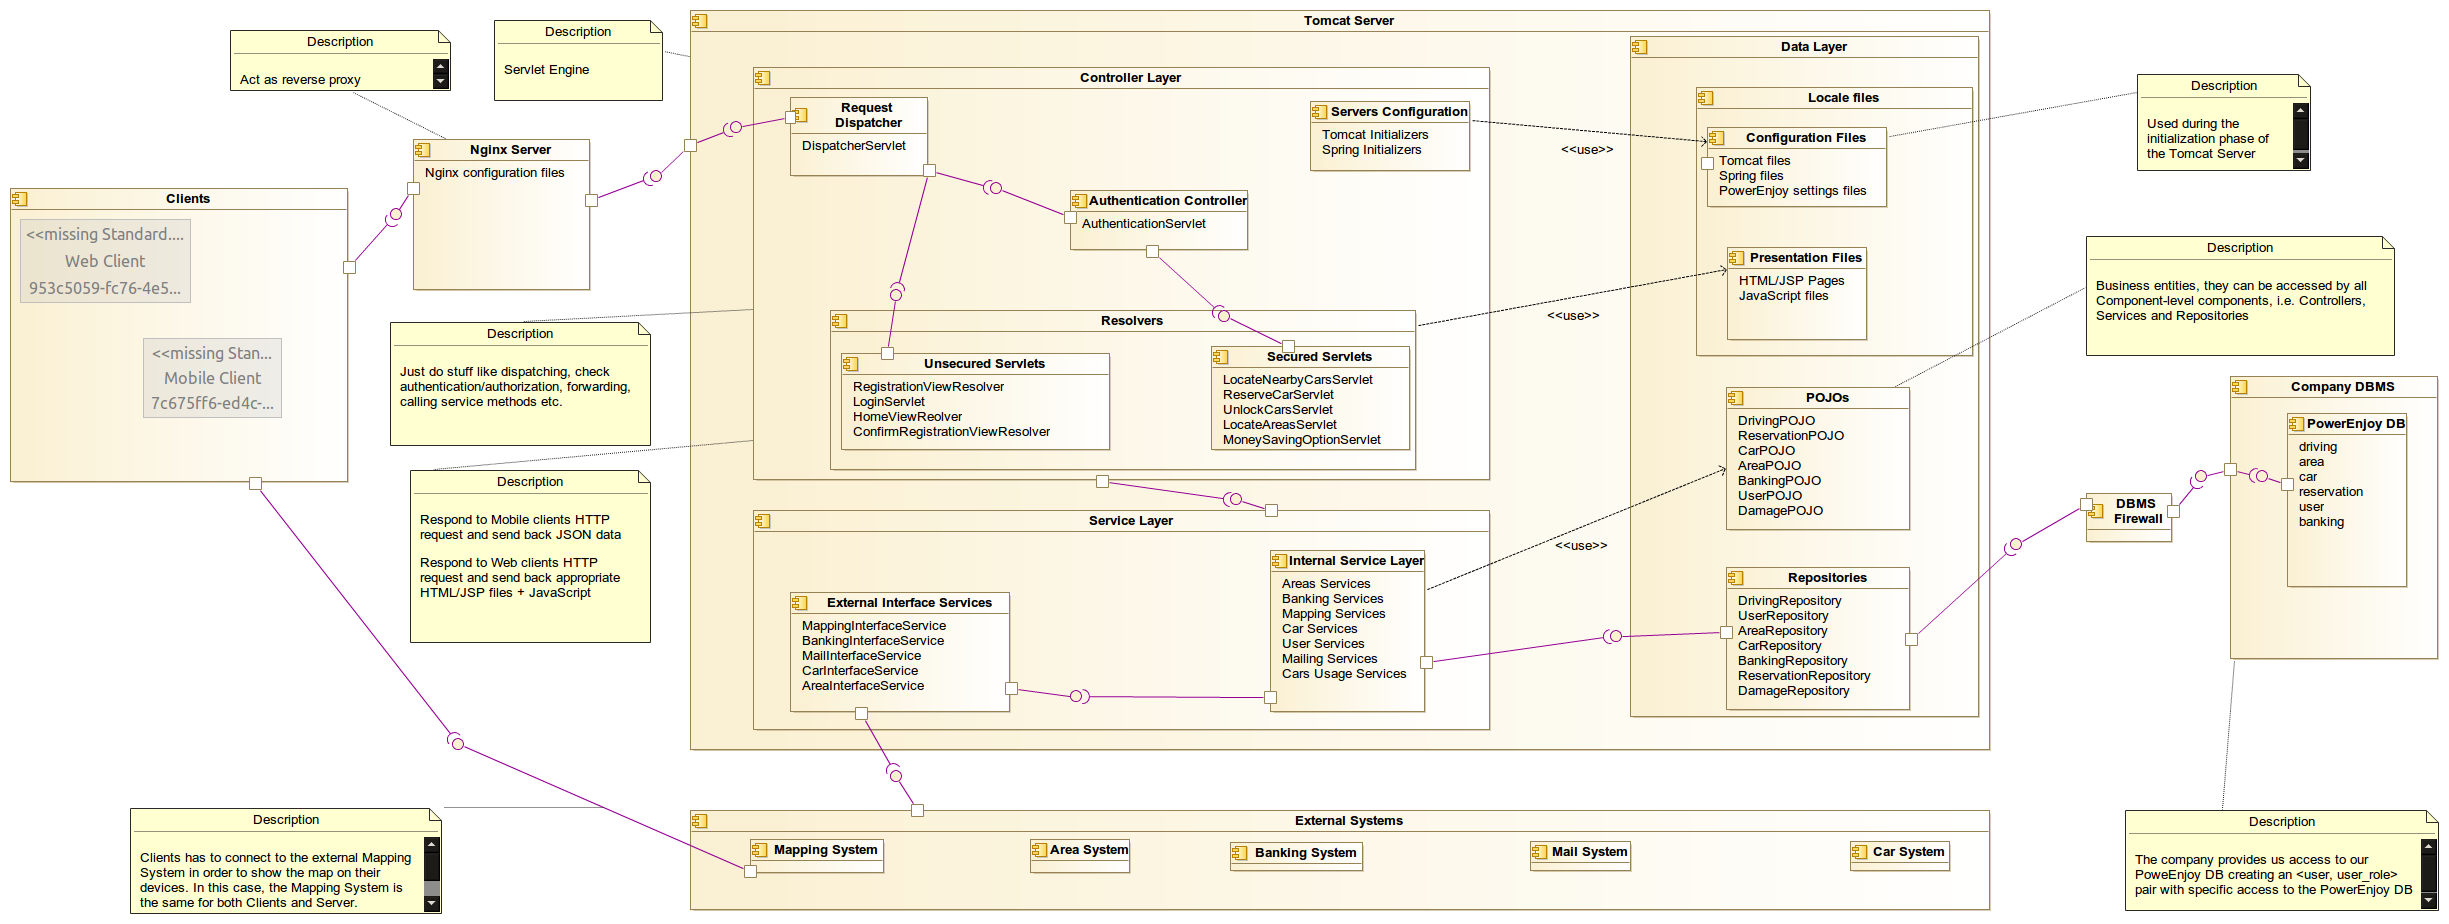 Description
Act as reverse proxy
Description
Servlet Engine
Tomcat Server
Controller Layer
Request
Dispatcher
DispatcherServlet
Servers Configuration
Tomcat Initializers
Spring Initializers
<<use>>
Data Layer
Locale files
Configuration Files
Tomcat files
Spring files
PowerEnjoy settings files
Description
Used during the
initialization phase of
the Tomcat Server
Nginx Server
Nginx configuration files
Clients
<<missing Standard....
Web Client
953c5059-fc76-4e5...
<<missing Stan...
Mobile Client
7c675ff6-ed4c-...
Authentication Controller
AuthenticationServlet
Presentation Files
HTML/JSP Pages
JavaScript files
<<use>>
Description
Business entities, they can be accessed by all
Component-level components, i.e. Controllers,
Services and Repositories
Description
Just do stuff like dispatching, check
authentication/authorization, forwarding,
calling service methods etc.
Resolvers
Unsecured Servlets
RegistrationViewResolver
LoginServlet
HomeViewReolver
ConfirmRegistrationViewResolver
Secured Servlets
LocateNearbyCarsServlet
ReserveCarServlet
UnlockCarsServlet
LocateAreasServlet
MoneySavingOptionServlet
POJOs
DrivingPOJO
ReservationPOJO
CarPOJO
AreaPOJO
BankingPOJO
UserPOJO
DamagePOJO
Company DBMS
PowerEnjoy DB
driving
area
car
reservation
user
banking
DBMS
Firewall
Description
Respond to Mobile clients HTTP
request and send back JSON data
Respond to Web clients HTTP
request and send back appropriate
HTML/JSP files + JavaScript
Service Layer
Internal Service Layer
Areas Services
Banking Services
Mapping Services
Car Services
User Services
Mailing Services
Cars Usage Services
<<use>>
External Interface Services
MappingInterfaceService
BankingInterfaceService
MailInterfaceService
CarInterfaceService
AreaInterfaceService
Repositories
DrivingRepository
UserRepository
AreaRepository
CarRepository
BankingRepository
ReservationRepository
DamageRepository
Description
Clients has to connect to the external Mapping
System in order to show the map on their
devices. In this case, the Mapping System is
the same for both Clients and Server.
External Systems
Mapping System
Area System
Banking System
Mail System
Car System
Description
The company provides us access to our
PoweEnjoy DB creating an <user, user_role>
pair with specific access to the PowerEnjoy DB